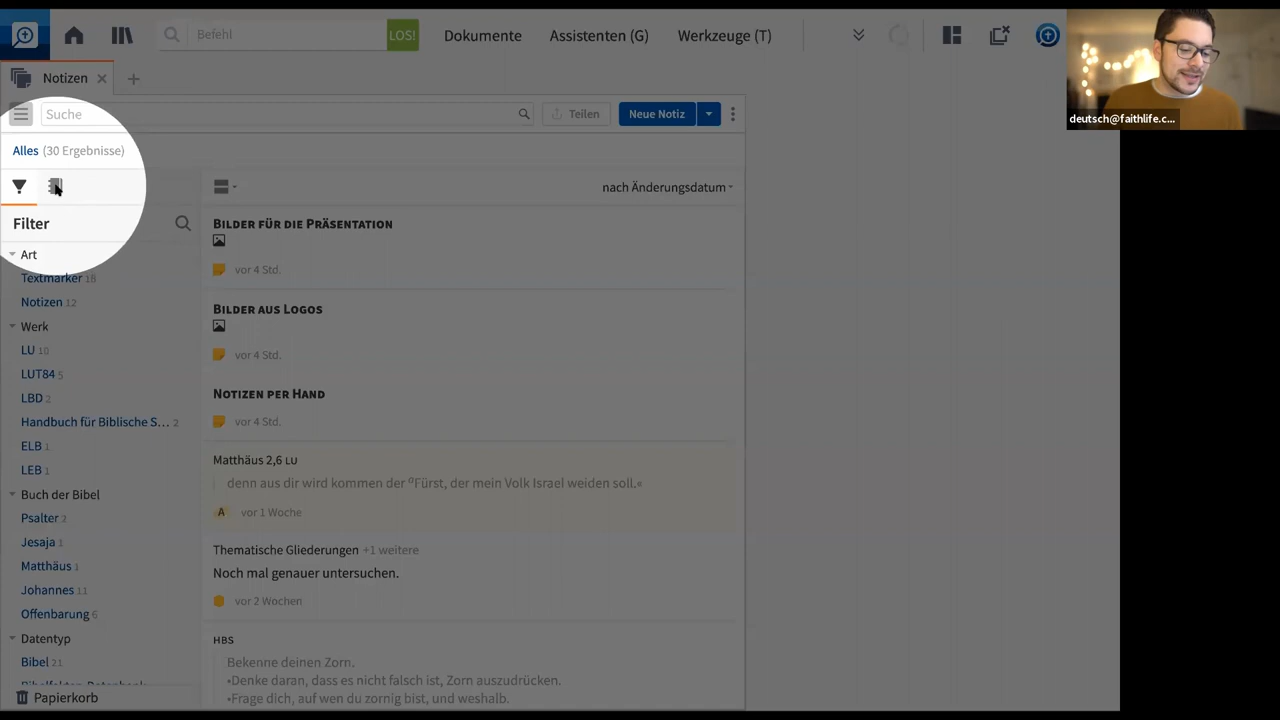 Befehl
LOS!
Dokumente
Assistenten (G)
Werkzeuge (T)
deutsch@faithlife.c...
Notizen
Suche
Teilen
Neue Notiz
Alles (30 Ergebnisse)
nach Änderungsdatum
Filter
Art
Textmarker 18
Notizen 12
Werk
LU 10
LUT84 5
LBD 2
Handbuch für Biblische S... 2
ELB 1
LEB 1
Buch der Bibel
Psalter 2
Jesaja 1
Matthäus 1
Johannes 11
Offenbarung 6
Datentyp
Bibel 21
Papierkorb
Bilder für die Präsentation
vor 4 Std.
Bilder aus Logos
vor 4 Std.
Notizen per Hand
vor 4 Std.
Matthäus 2,6 LU
denn aus dir wird kommen der aFürst, der mein Volk Israel weiden soll.«
A vor 1 Woche
Thematische Gliederungen +1 weitere
Noch mal genauer untersuchen.
vor 2 Wochen
HBS
Bekenne deinen Zorn.
•Denke daran, dass es nicht falsch ist, Zorn auszudrücken.
•Frage dich, auf wen du zornig bist, und weshalb.